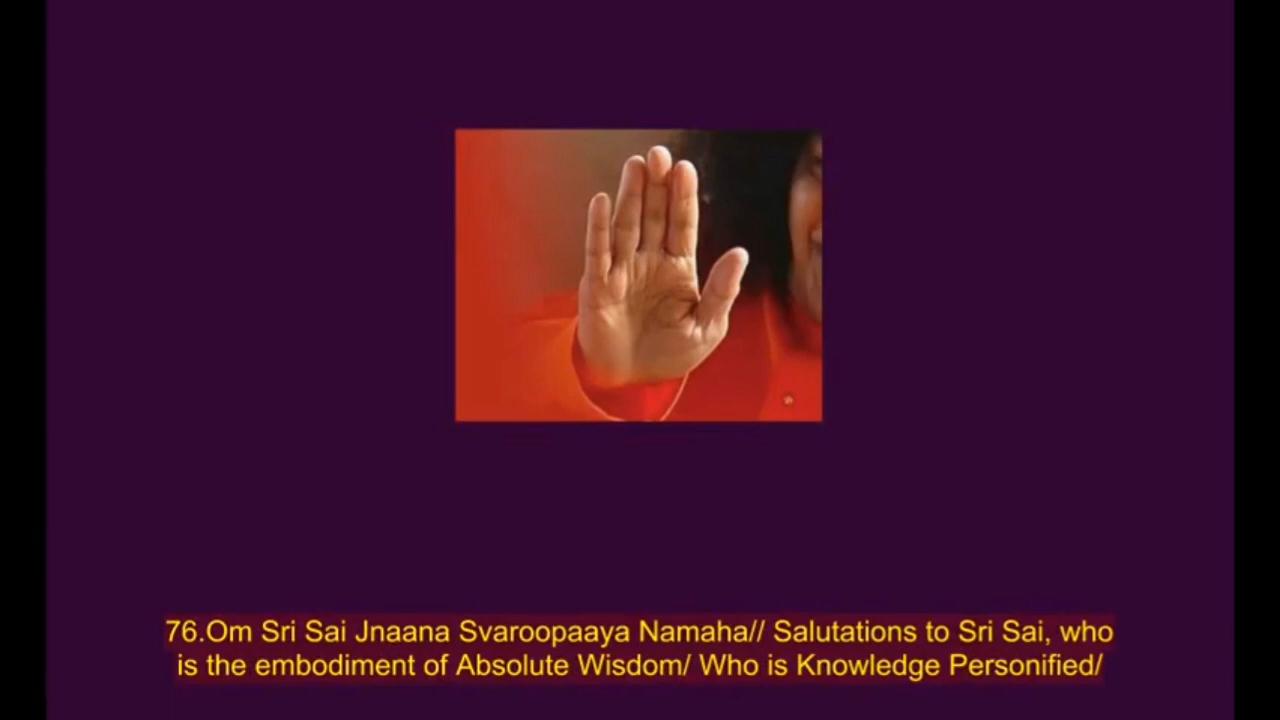 76.Om Sri Sai Jnaana Svaroopaaya Namaha// Salutations to Sri Sai, who
is the embodiment of Absolute Wisdom/ Who is Knowledge Personified/